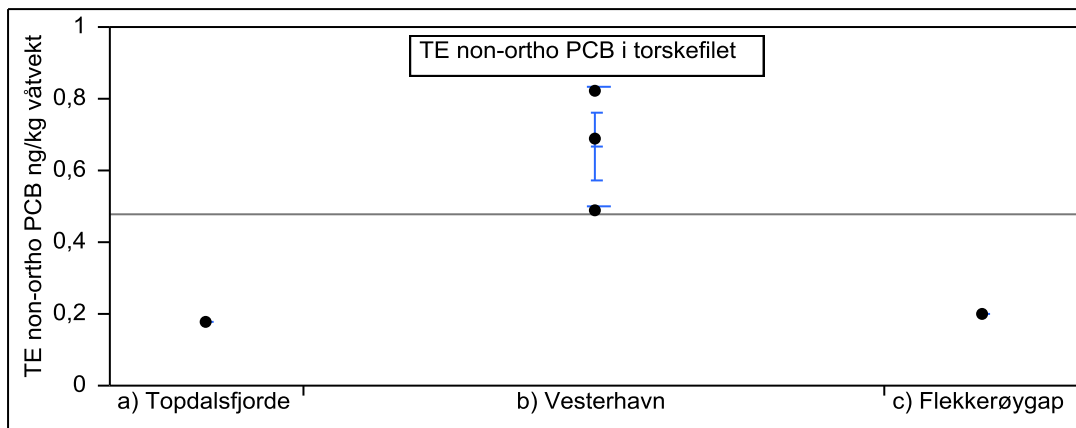 TE non-ortho PCB i torskefilet
TE non-ortho PCB ng/kg våtvekt
1
0,8
0,6
0,4
0,2
0
a) Topdalsfjorde
b) Vesterhavn
c) Flekkerøygap